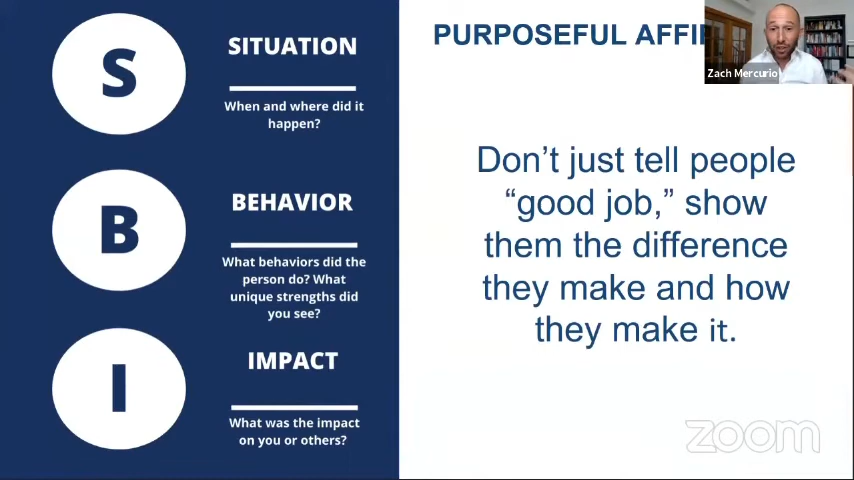 S
SITUATION
When and where did it
happen?
B
BEHAVIOR
What behaviors did the
person do? What
unique strengths did
you see?
I
IMPACT
What was the impact
on you or others?
PURPOSEFUL
Don’t just tell people
“good job,” show
them the difference
they make and how
they make it.
Zach Mercurio
zoom